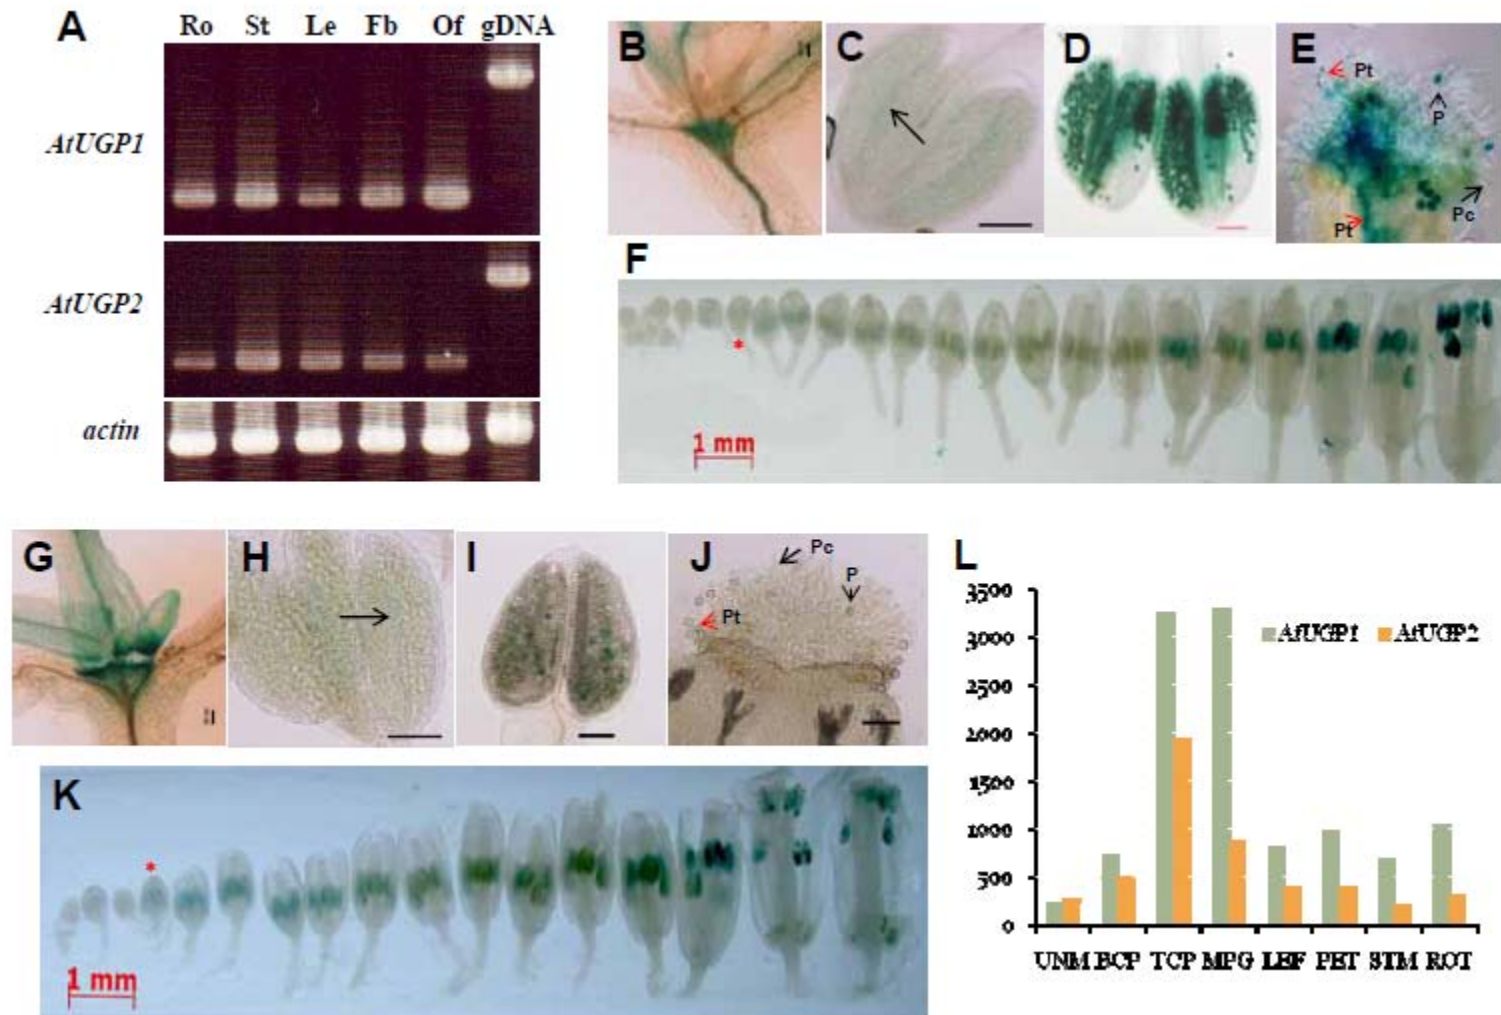 A
Ro St Le Fb Of gDNA
AtUGP1
AtUGP2
actin
B
C
D
E
Pt
P
Pc
Pt
F
*
1 mm
G
H
I
J
Pc
P
Pt
K
*
1 mm
L
3500
3000
2500
2000
1500
1000
500
0
AtUGP1 AtUGP2
UNM BCP TCP MPG LEF PET STM ROT